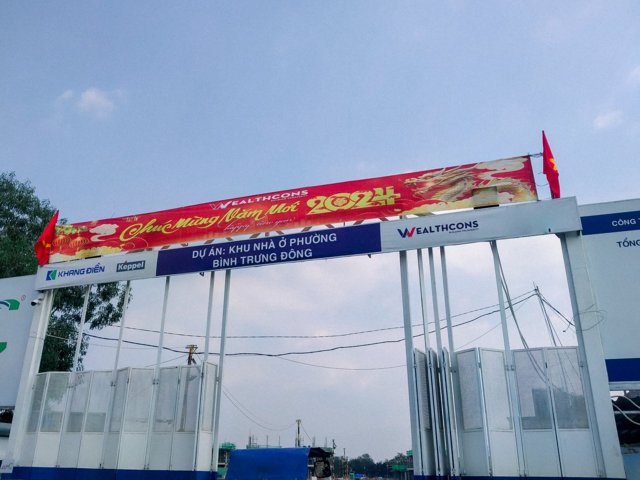 WEALTHCONS
Chúc Mừng Năm Mới 2024
happy new year
KHANG ĐIỀN Keppel
DỰ ÁN: KHU NHÀ Ở PHƯỜNG
BÌNH TRƯNG ĐÔNG
WEALTHCONS
CÔNG T
TỔNG